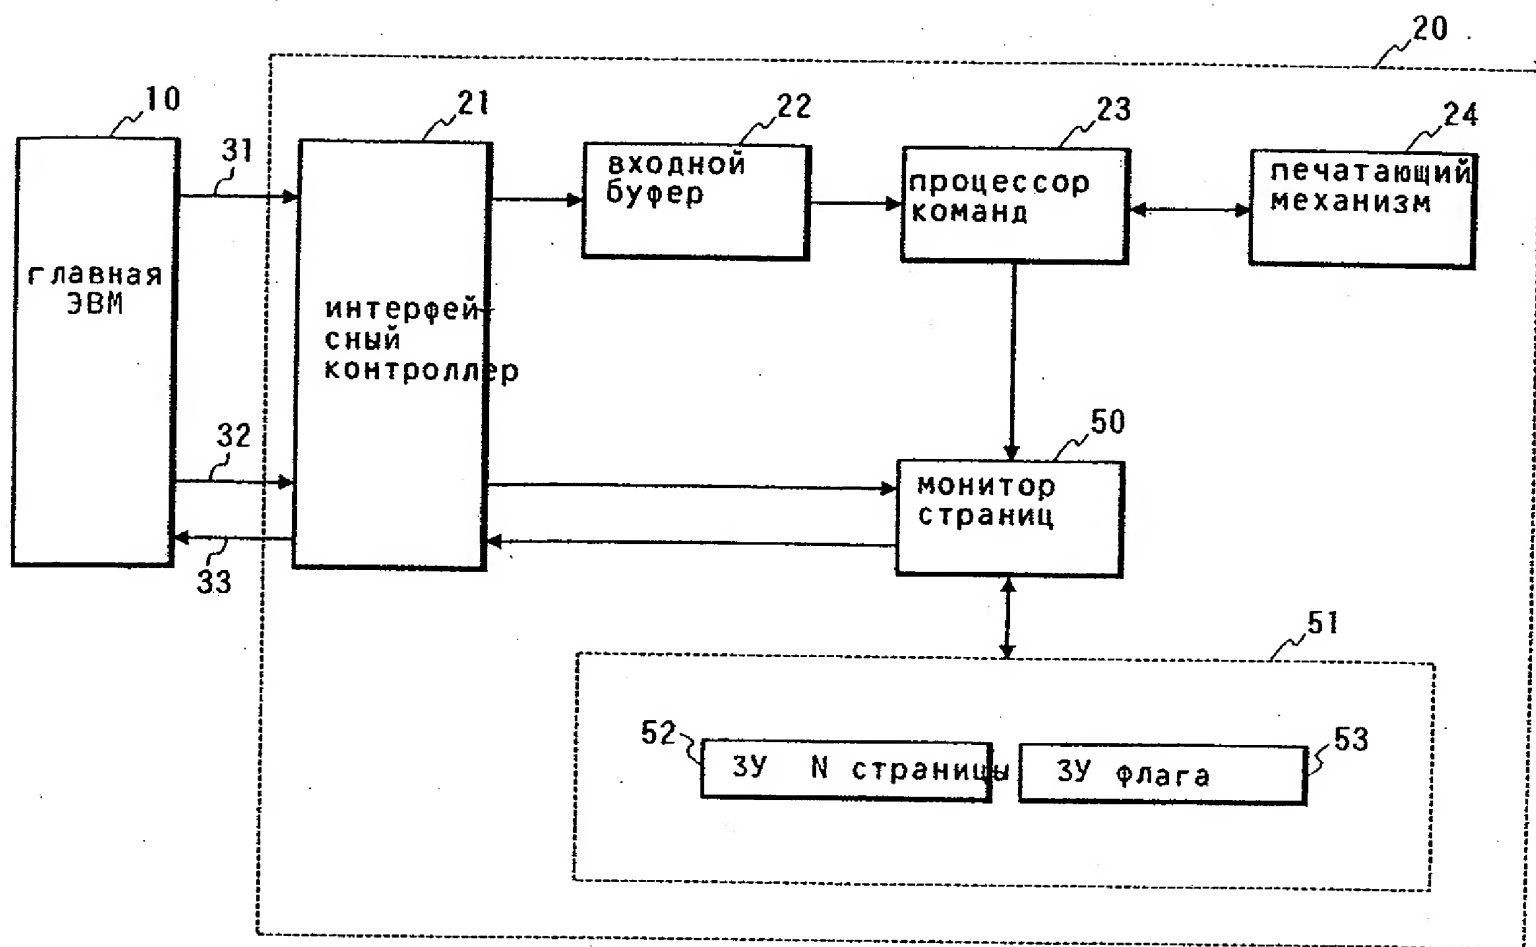 20
10
21
22
23
24
31
входной
буфер
процессор
команд
печатающий
механизм
главная
ЭВМ
интерфей-
сный
контроллер
32
50
монитор
страниц
33
51
52
ЗУ N страницы
ЗУ флага
53